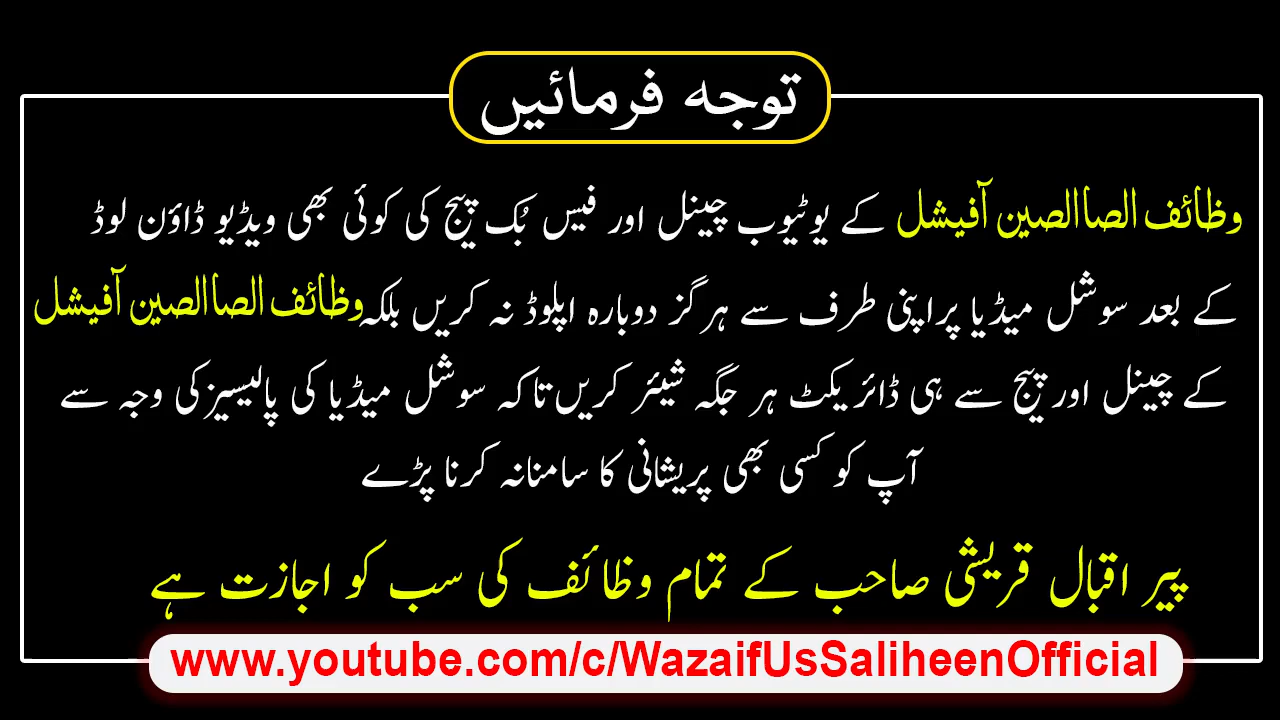 توجہ فرمائیں
وظائف الصاالصین آفیشل کے یوٹیوب چینل اور فیس بُک پیج کی کوئی بھی ویڈیو ڈاؤن لوڈ
کے بعد سوشل میڈیا پراپنی طرف سے ہرگز دوبارہ اپلوڈ نہ کریں بلکہ وظائف الصاالصین آفیشل
کے چینل اور پیج سے ہی ڈائریکٹ ہر جگہ شیئر کریں تاکہ سوشل میڈیا کی پالیسیز کی وجہ سے
آپ کو کسی بھی پریشانی کا سامنانہ کرنا پڑے
پیر اقبال قریشی صاحب کے تمام وظائف کی سب کو اجازت ہے
www.youtube.com/c/WazaifUsSaliheenOfficial